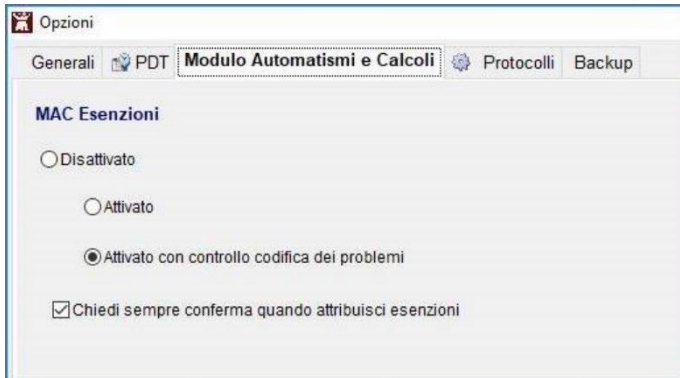 Opzioni
Generali PDT Modulo Automatismi e Calcoli Protocolli Backup
MAC Esenzioni
Disattivato
Attivato
Attivato con controllo codifica dei problemi
Chiedi sempre conferma quando attribuisci esenzioni